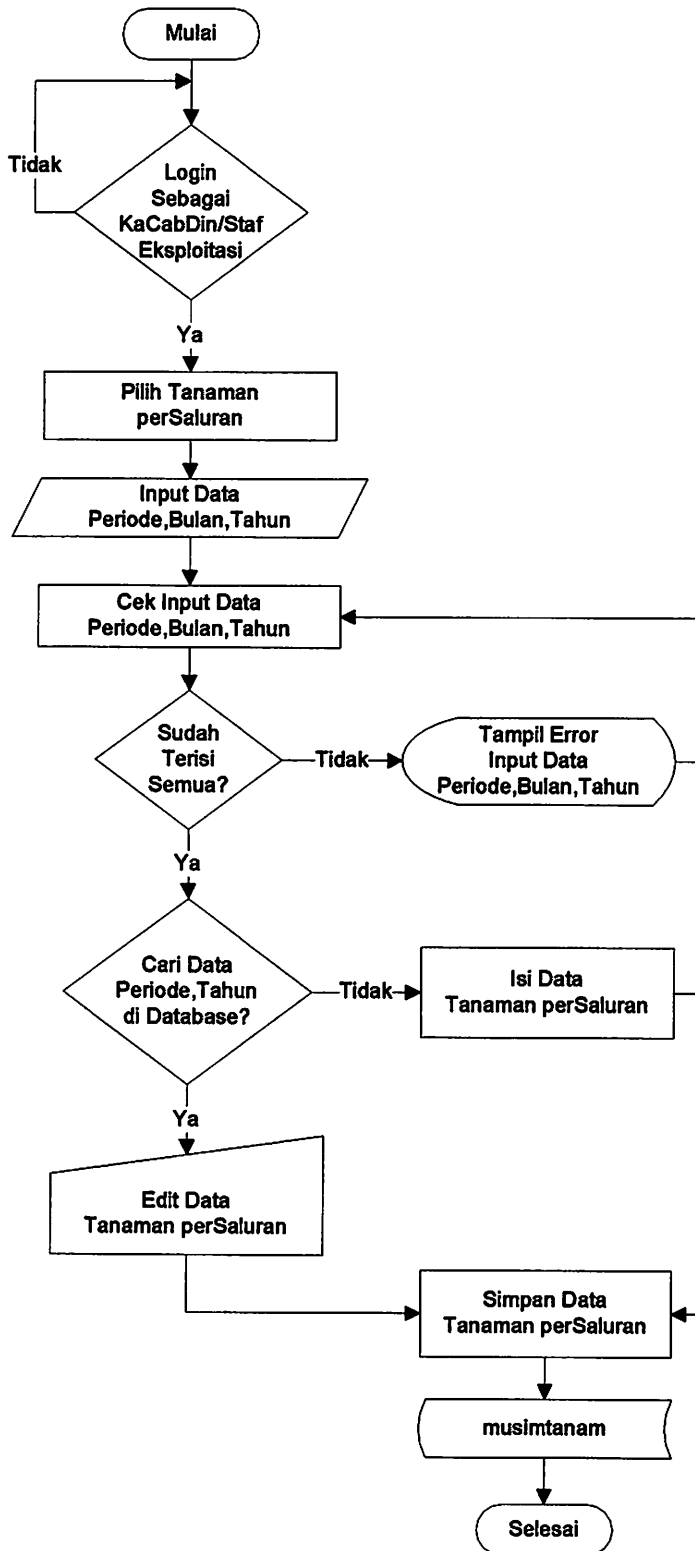 Mulai
Tidak
Login
Sebagai
KaCabDin/Staf
Eksploitasi
Ya
Pilih Tanaman
perSaluran
Input Data
Periode,Bulan,Tahun
Cek Input Data
Periode,Bulan,Tahun
Sudah
Terisi
Semua?
Tidak
Tampil Error
Input Data
Periode,Bulan,Tahun
Ya
Cari Data
Periode,Tahun
di Database?
Tidak
Isi Data
Tanaman perSaluran
Ya
Edit Data
Tanaman perSaluran
Simpan Data
Tanaman perSaluran
musimtanam
Selesai